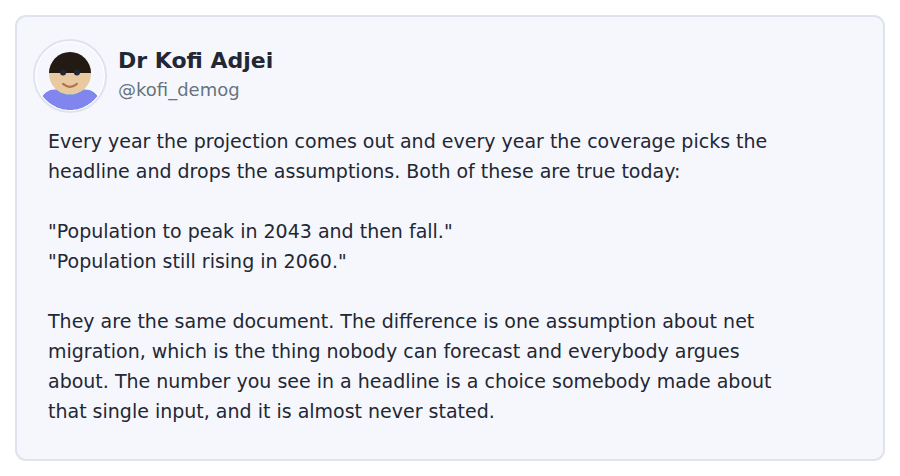 Dr Kofi Adjei
@kofi_demog
Every year the projection comes out and every year the coverage picks the
headline and drops the assumptions. Both of these are true today:
"Population to peak in 2043 and then fall."
"Population still rising in 2060."
They are the same document. The difference is one assumption about net
migration, which is the thing nobody can forecast and everybody argues
about. The number you see in a headline is a choice somebody made about
that single input, and it is almost never stated.